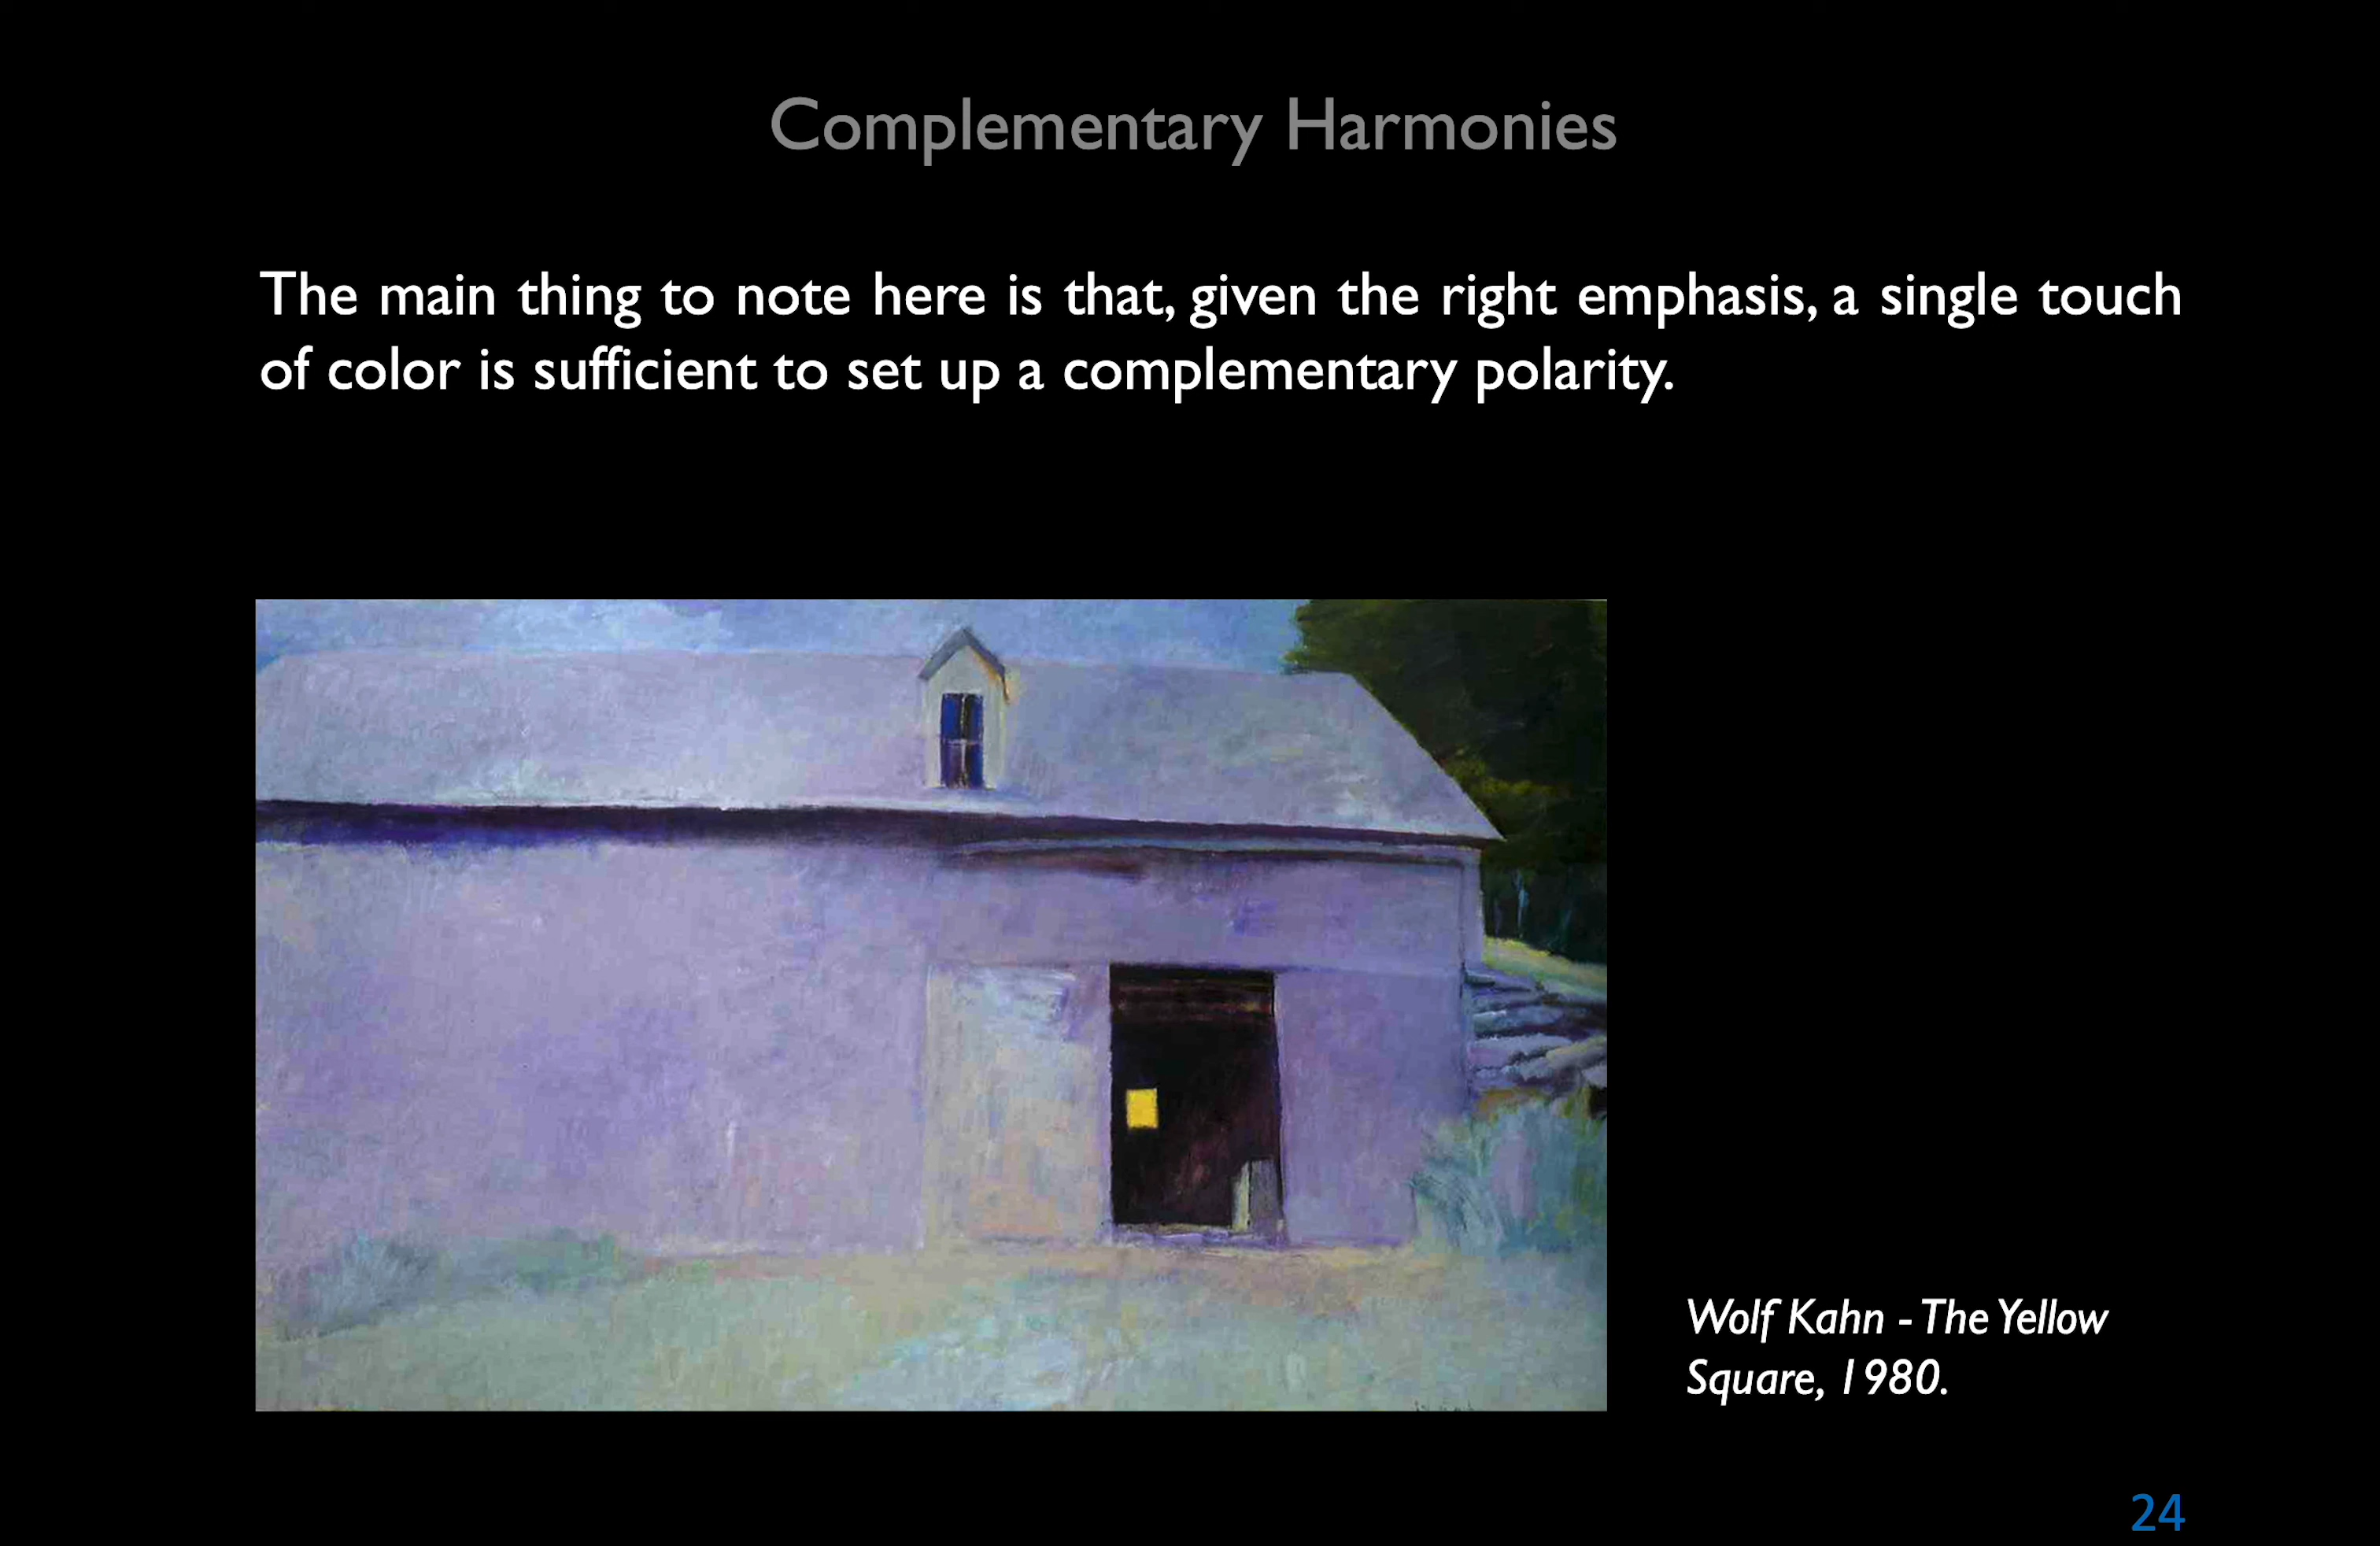 Complementary Harmonies
The main thing to note here is that, given the right emphasis, a single touch
of color is sufficient to set up a complementary polarity.
Wolf Kahn - The Yellow
Square, 1980.
24